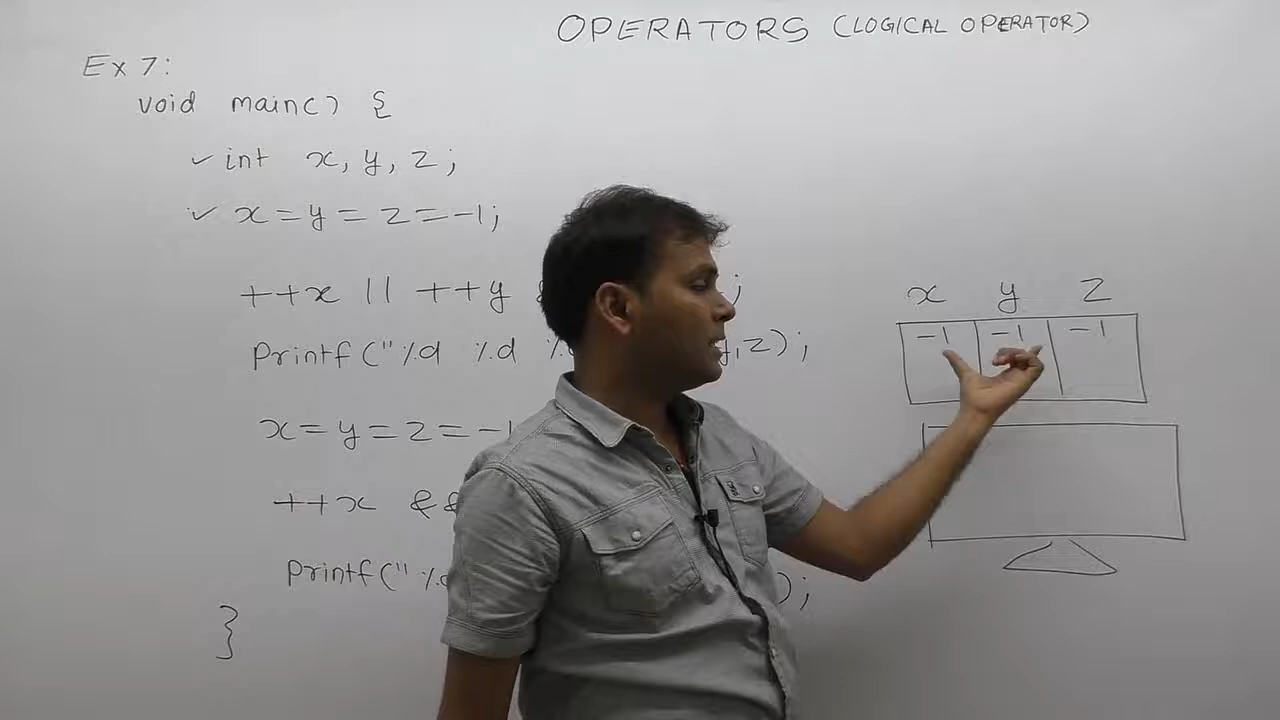 OPERATORS (LOGICAL OPERATOR)
Ex 7:
void main() {
int x, y, z;
x = y = z = -1;
++x || ++y ;
printf("%d %d % y,z);
x = y = z = -1
++x &&
printf("% );
}
x y z
-1 -1 -1